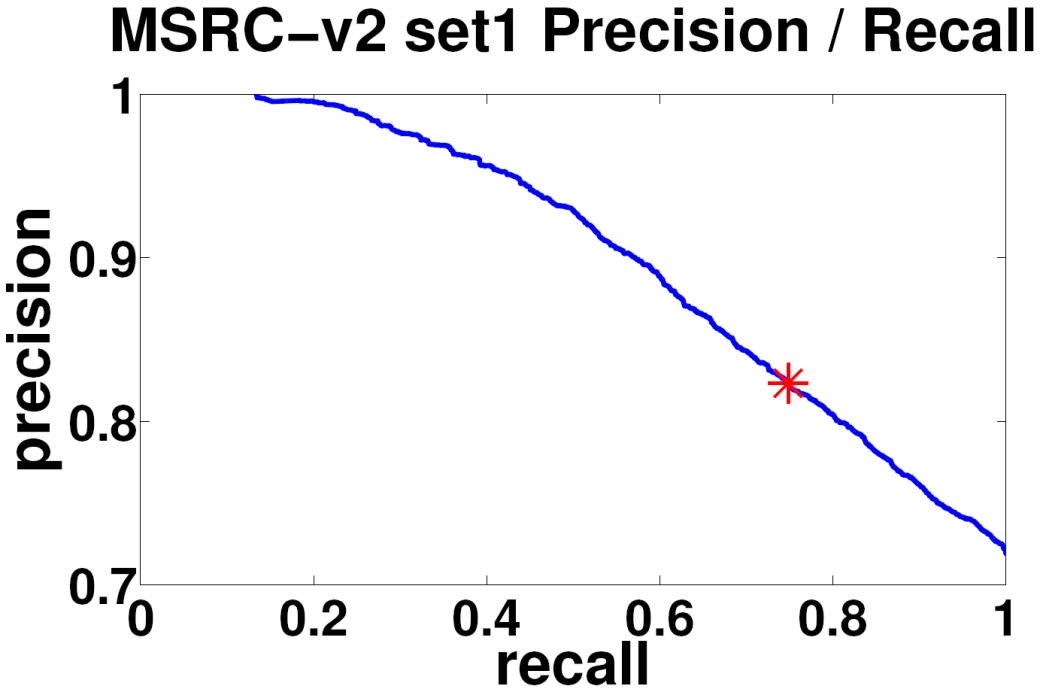 MSRC−v2 set1 Precision / Recall
1
0.9
0.8
0.7
precision
0 0.2 0.4 0.6 0.8 1
recall